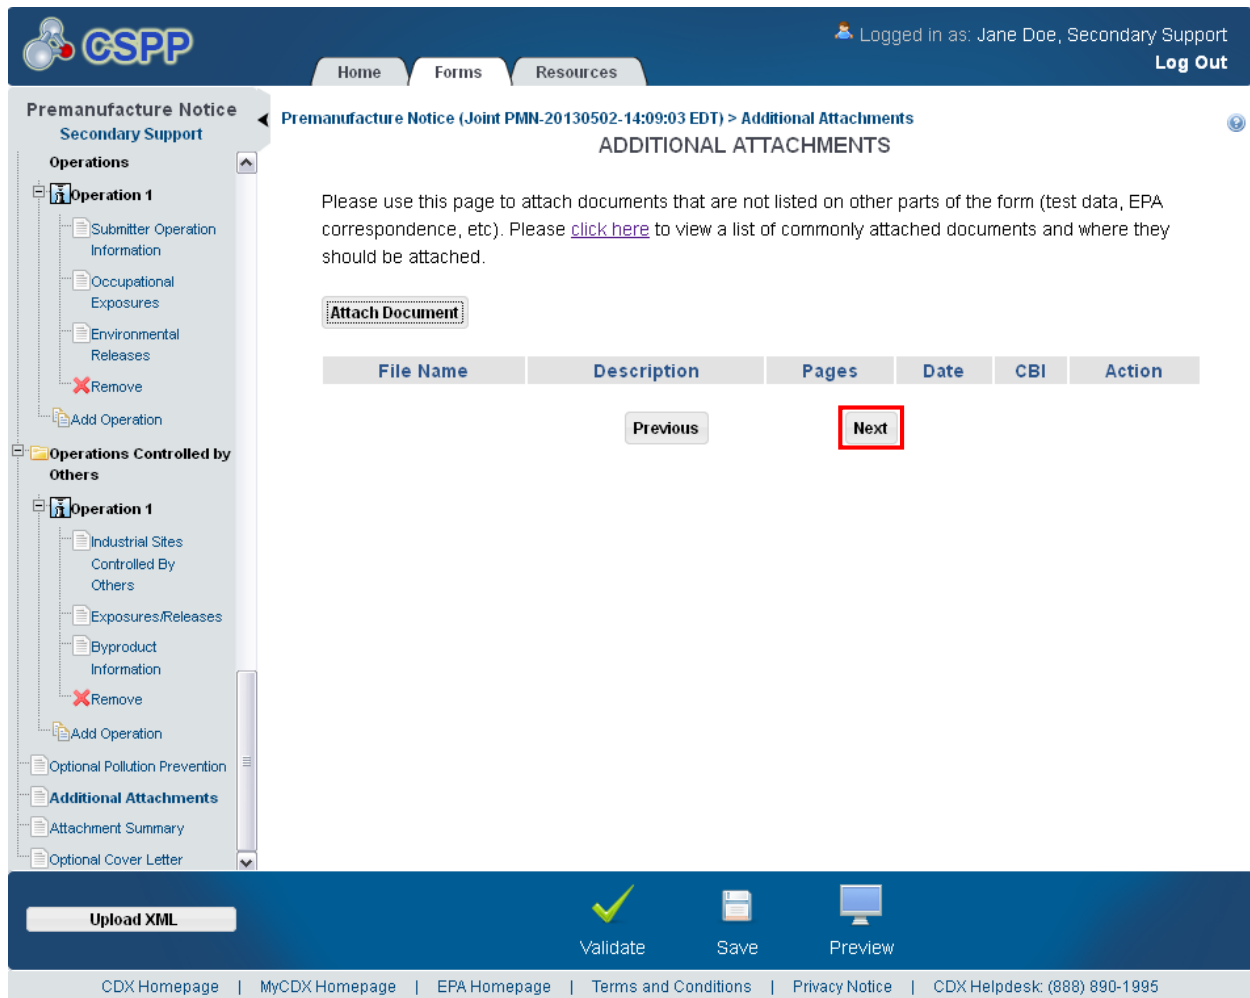 CSPP
Logged in as: Jane Doe, Secondary Support
Log Out
Home Forms Resources
Premanufacture Notice
Secondary Support
Operations
Operation 1
Submitter Operation
Information
Occupational
Exposures
Environmental
Releases
Remove
Add Operation
Operations Controlled by
Others
Operation 1
Industrial Sites
Controlled By
Others
Exposures/Releases
Byproduct
Information
Remove
Add Operation
Optional Pollution Prevention
Additional Attachments
Attachment Summary
Optional Cover Letter
Premanufacture Notice (Joint PMN-20130502-14:09:03 EDT) > Additional Attachments
ADDITIONAL ATTACHMENTS
Please use this page to attach documents that are not listed on other parts of the form (test data, EPA
correspondence, etc). Please click here to view a list of commonly attached documents and where they
should be attached.
Attach Document
File Name Description Pages Date CBI Action
Previous Next
Upload XML
Validate Save Preview
CDX Homepage | MyCDX Homepage | EPA Homepage | Terms and Conditions | Privacy Notice | CDX Helpdesk: (888) 890-1995